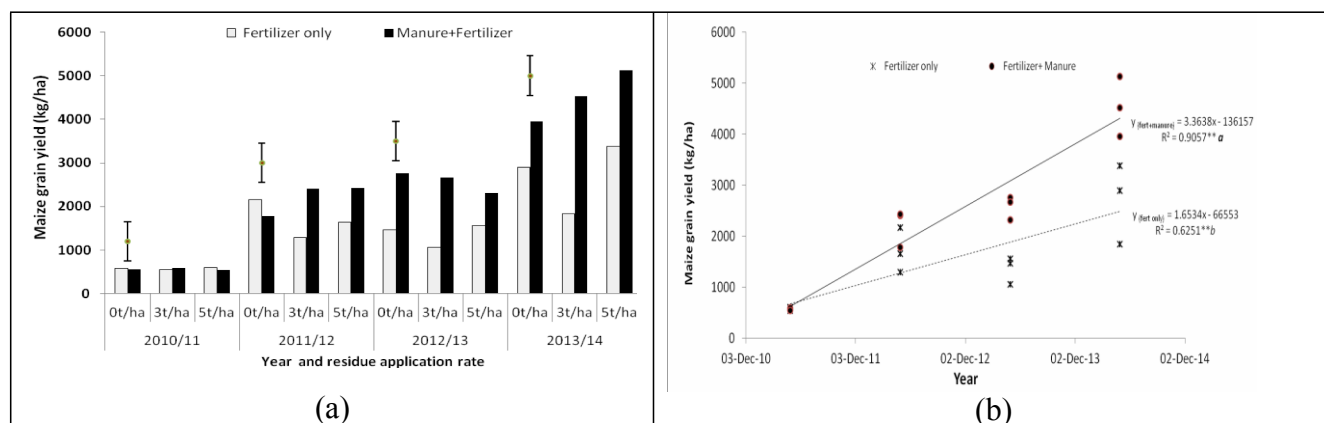 6000
5000
4000
3000
2000
1000
0
Maize grain yield (kg/ha)
Fertilizer only Manure+Fertilizer
0t/ha 3t/ha 5t/ha 0t/ha 3t/ha 5t/ha 0t/ha 3t/ha 5t/ha 0t/ha 3t/ha 5t/ha
2010/11 2011/12 2012/13 2013/14
Year and residue application rate
(a)
6000
5000
4000
3000
2000
1000
0
Maize grain yield (kg/ha)
Fertilizer only Fertilizer+ Manure
y (fert+manure) = 3.3638x - 136157
R² = 0.9057** a
y (fert only) = 1.6534x - 66553
R² = 0.6251**b
03-Dec-10 03-Dec-11 02-Dec-12 02-Dec-13 02-Dec-14
Year
(b)